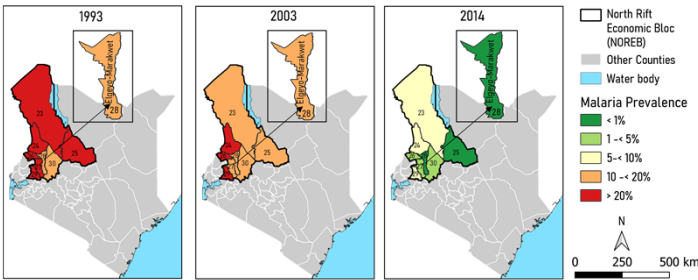 1993
2003
2014
Elgeyo-Marakwet
28
23
24
25
30
Elgeyo-Marakwet
28
23
24
25
30
Elgeyo-Marakwet
28
23
24
25
30
North Rift
Economic Bloc
(NOREB)
Other Counties
Water body
Malaria Prevalence
< 1%
1 -< 5%
5-< 10%
10 -< 20%
> 20%
N
0 250 500 km